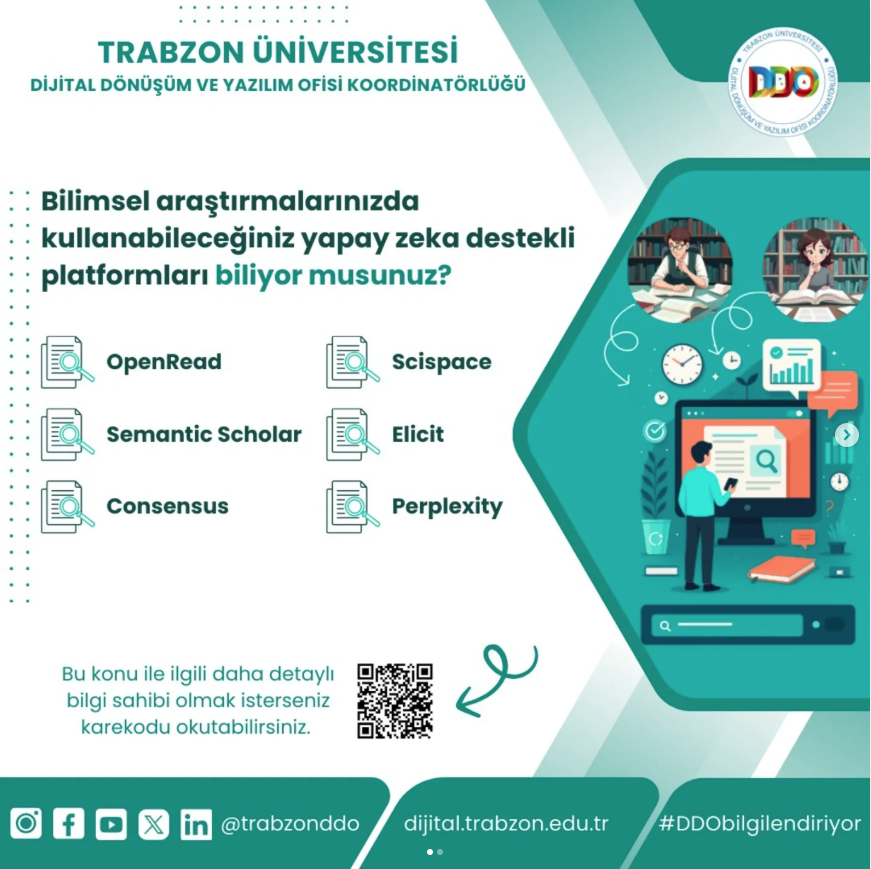 TRABZON ÜNİVERSİTESİ
DİJİTAL DÖNÜŞÜM VE YAZILIM OFİSİ KOORDİNATÖRLÜĞÜ
TRABZON ÜNİVERSİTESİ
DDO
DİJİTAL DÖNÜŞÜM VE YAZILIM OFİSİ KOORDİNATÖRLÜĞÜ
Bilimsel araştırmalarınızda
kullanabileceğiniz yapay zeka destekli
platformları biliyor musunuz?
OpenRead
Scispace
Semantic Scholar
Elicit
Consensus
Perplexity
Bu konu ile ilgili daha detaylı
bilgi sahibi olmak isterseniz
karekodu okutabilirsiniz.
@trabzonddo
dijital.trabzon.edu.tr
#DDObilgilendiriyor